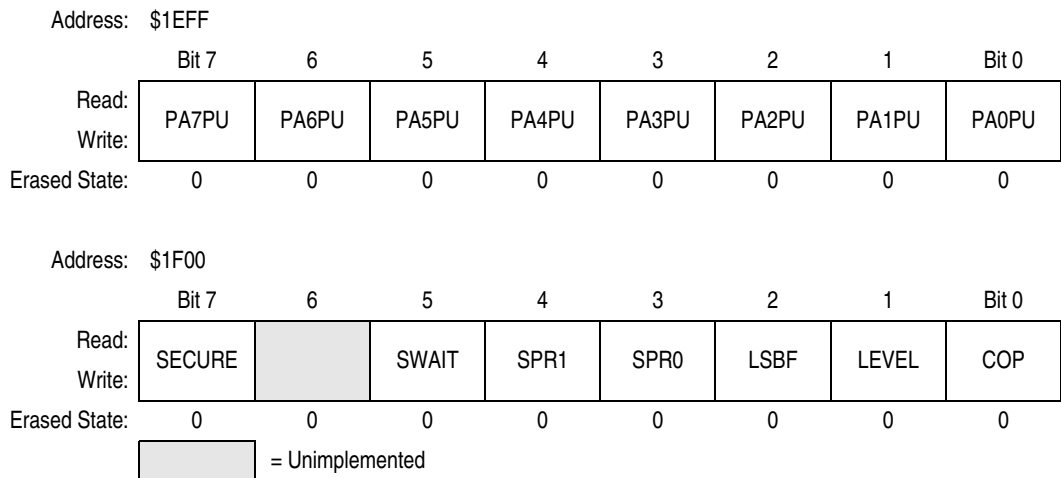 Address: $1EFF
Bit 7 6 5 4 3 2 1 Bit 0
Read:
PA7PU PA6PU PA5PU PA4PU PA3PU PA2PU PA1PU PA0PU
Write:
Erased State: 0 0 0 0 0 0 0 0
Address: $1F00
Bit 7 6 5 4 3 2 1 Bit 0
Read:
SECURE SWAIT SPR1 SPR0 LSBF LEVEL COP
Write:
Erased State: 0 0 0 0 0 0 0 0
= Unimplemented